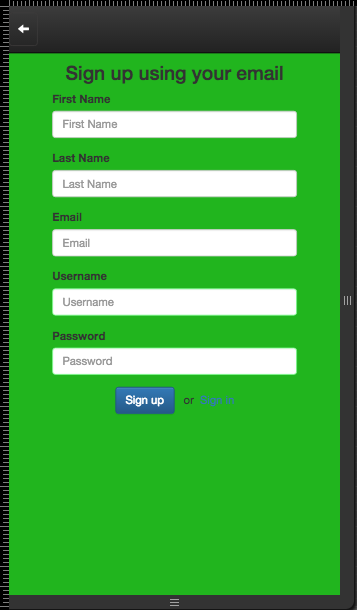 Sign up using your email
First Name
First Name
Last Name
Last Name
Email
Email
Username
Username
Password
Password
Sign up or Sign In